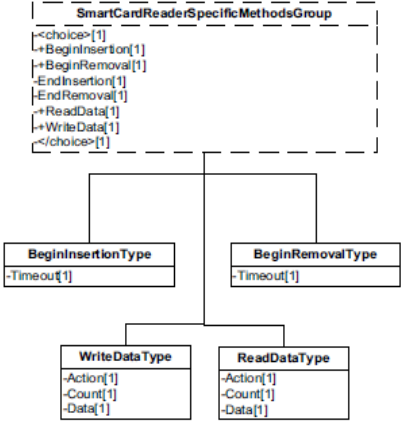 SmartCardReaderSpecificMethodsGroup
-<choice>[1]
-+BeginInsertion[1]
-+BeginRemoval[1]
-EndInsertion[1]
-EndRemoval[1]
-+ReadData[1]
-+WriteData[1]
-</choice>[1]
BeginInsertionType
-Timeout[1]
BeginRemovalType
-Timeout[1]
WriteDataType
-Action[1]
-Count[1]
-Data[1]
ReadDataType
-Action[1]
-Count[1]
-Data[1]